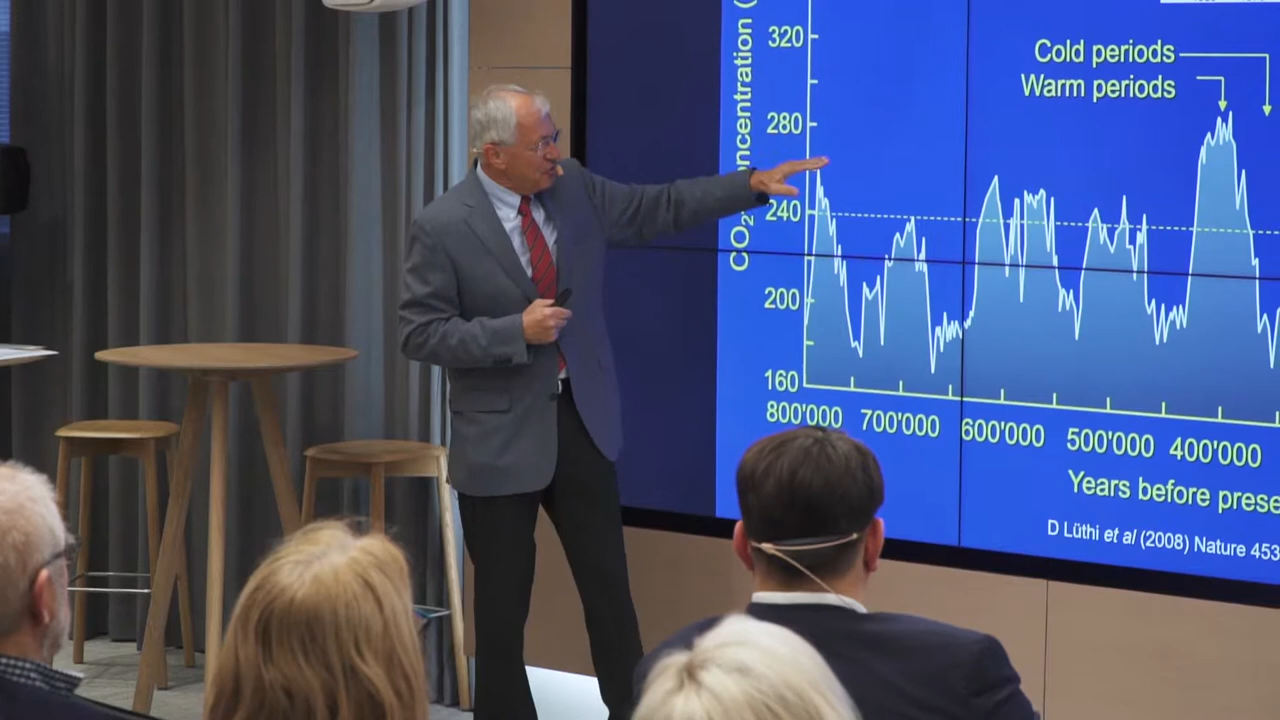 CO₂ concentration (
320
280
240
200
160
Cold periods
Warm periods
800'000 700'000 600'000 500'000 400'000
Years before prese
D Lüthi et al (2008) Nature 453